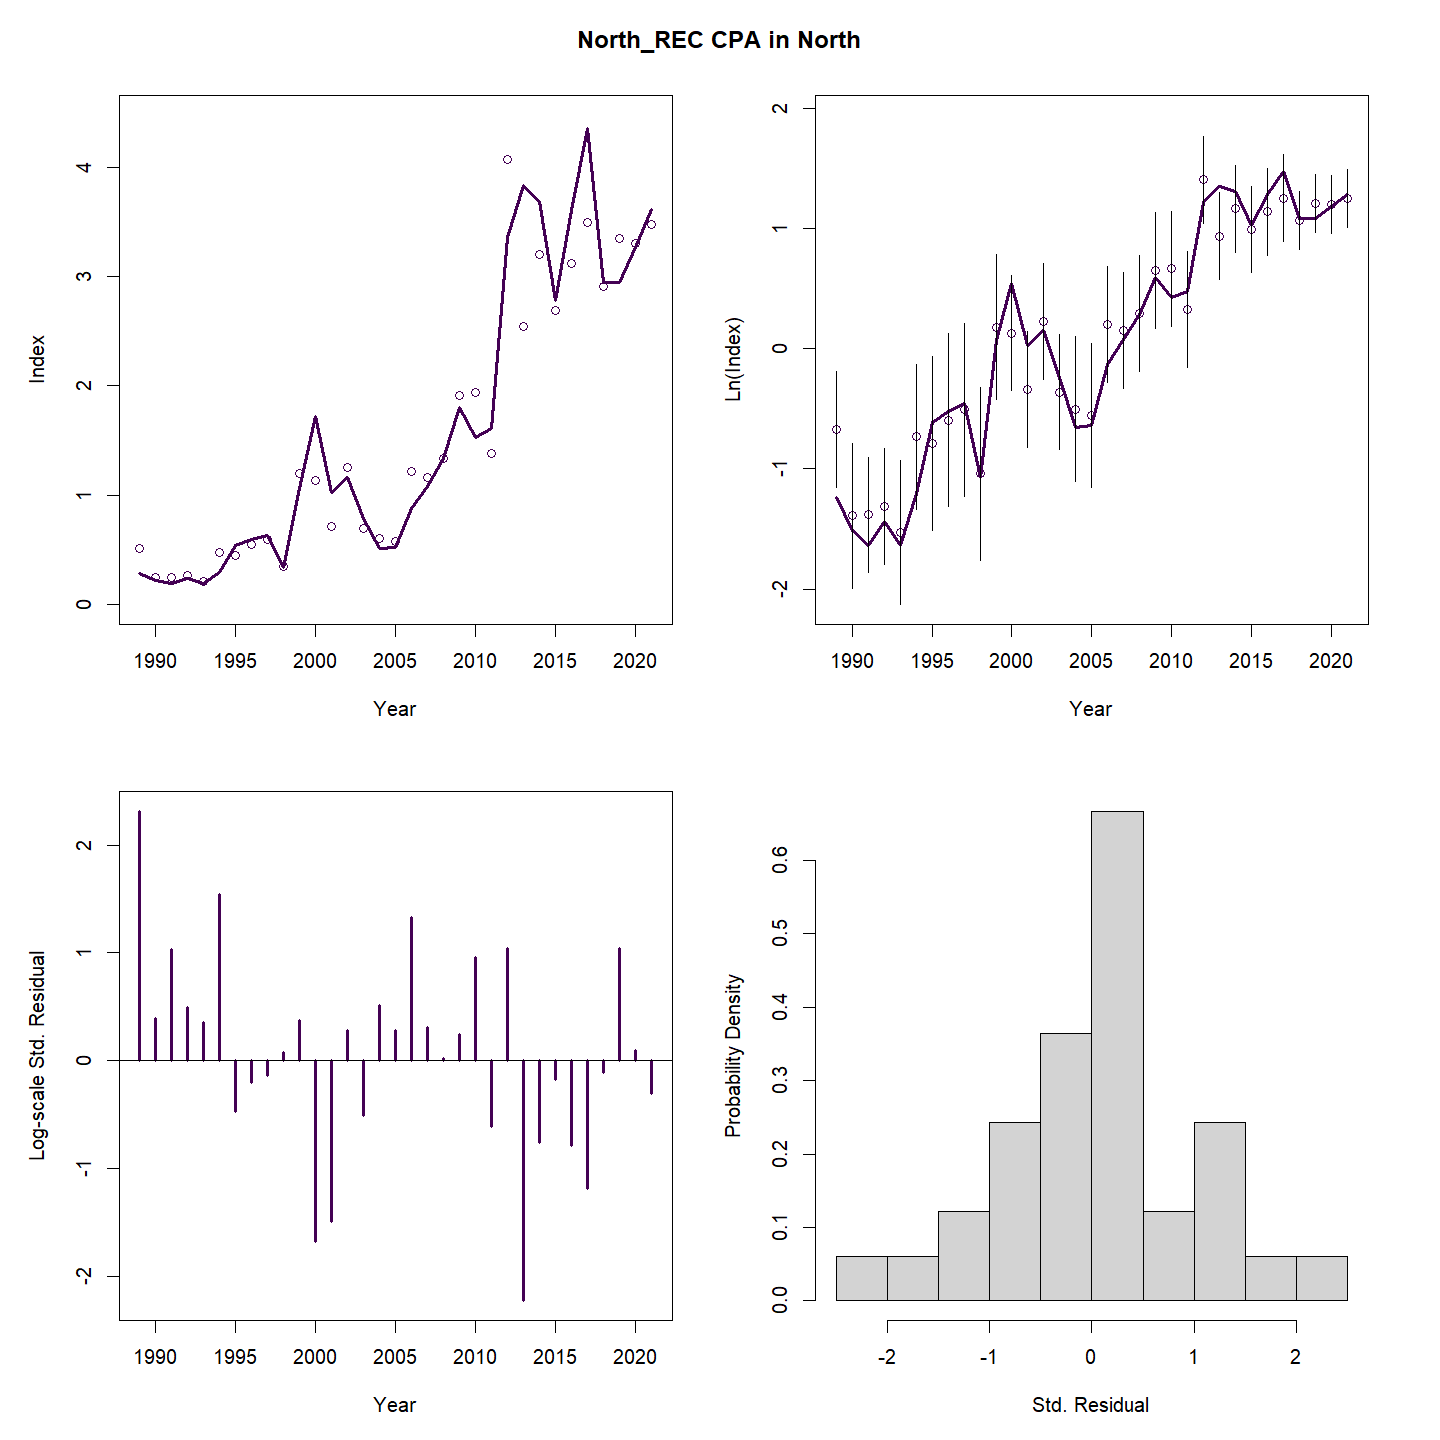 North_REC CPA in North
Index
4
3
2
1
0
1990 1995 2000 2005 2010 2015 2020
Year
Ln(Index)
2
1
0
-1
-2
1990 1995 2000 2005 2010 2015 2020
Year
Log-scale Std. Residual
2
1
0
-1
-2
1990 1995 2000 2005 2010 2015 2020
Year
Probability Density
0.6
0.5
0.4
0.3
0.2
0.1
0.0
-2 -1 0 1 2
Std. Residual